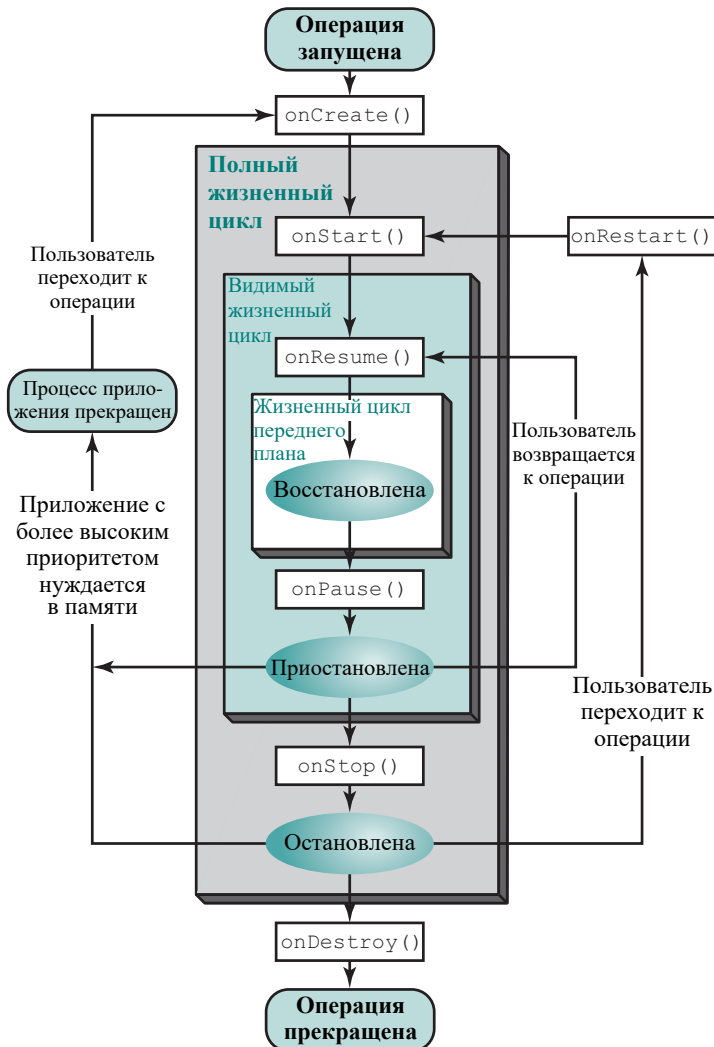 Операция
запущена
onCreate()
Полный
жизненный
цикл
onStart()
onRestart()
Пользователь
переходит к
операции
Видимый
жизненный
цикл
onResume()
Процесс прило-
жения прекращен
Жизненный цикл
переднего
плана
Восстановлена
Пользователь
возвращается
к операции
Приложение с
более высоким
приоритетом
нуждается
в памяти
onPause()
Приостановлена
Пользователь
переходит к
операции
onStop()
Остановлена
onDestroy()
Операция
прекращена